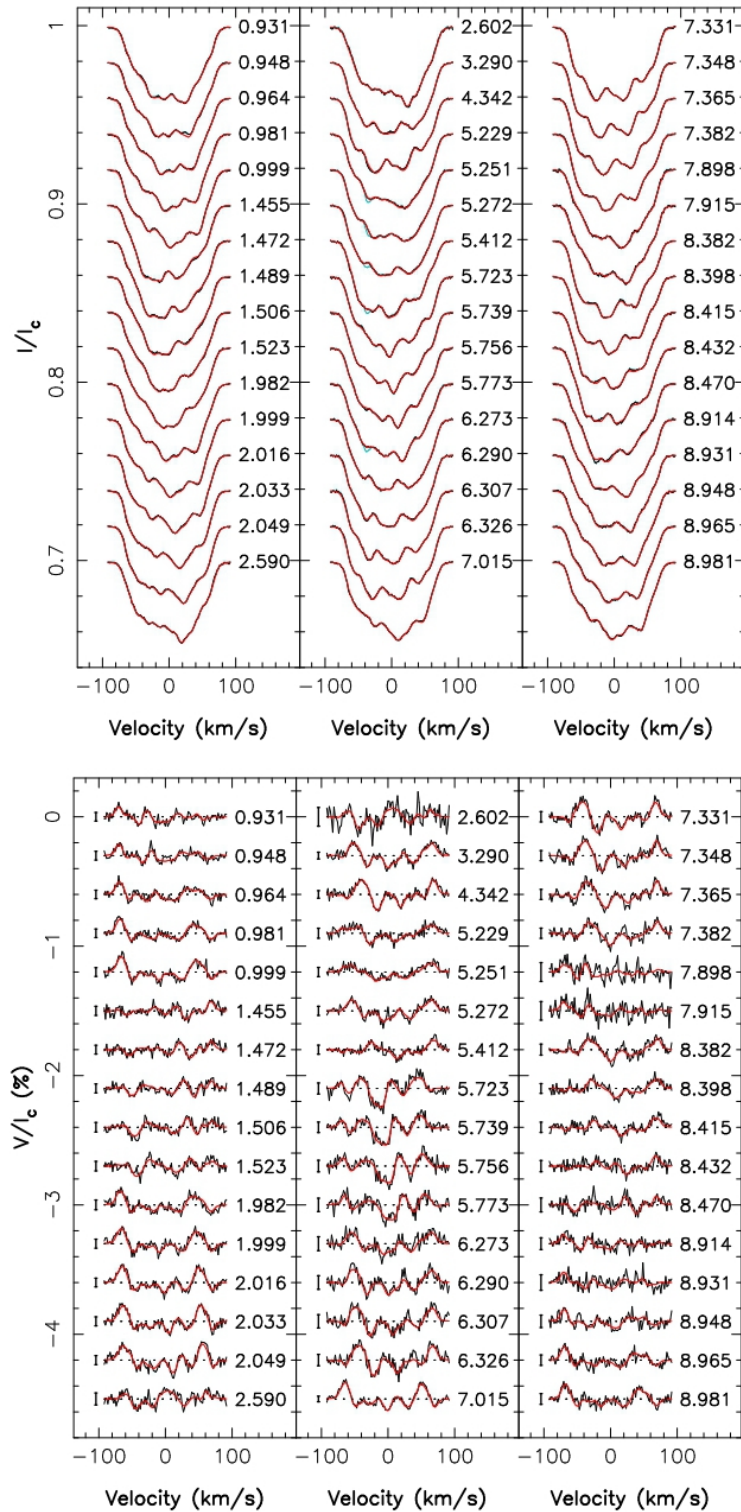 1 0.931 2.602 7.331
0.948 3.290 7.348
0.964 4.342 7.365
0.981 5.229 7.382
0.9 0.999 5.251 7.898
1.455 5.272 7.915
1.472 5.412 8.382
1.489 5.723 8.398
1.506 5.739 8.415
1.523 5.756 8.432
0.8 1.982 5.773 8.470
1.999 6.273 8.914
2.016 6.290 8.931
2.033 6.307 8.948
2.049 6.326 8.965
0.7 2.590 7.015 8.981
I/Ic
−100 0 100 −100 0 100 −100 0 100
Velocity (km/s) Velocity (km/s) Velocity (km/s)
0 0.931 2.602 7.331
0.948 3.290 7.348
0.964 4.342 7.365
0.981 5.229 7.382
−1
0.999 5.251 7.898
1.455 5.272 7.915
1.472 5.412 8.382
−2
1.489 5.723 8.398
1.506 5.739 8.415
1.523 5.756 8.432
−3 1.982 5.773 8.470
1.999 6.273 8.914
2.016 6.290 8.931
2.033 6.307 8.948
−4
2.049 6.326 8.965
2.590 7.015 8.981
V/Ic (%)
−100 0 100 −100 0 100 −100 0 100
Velocity (km/s) Velocity (km/s) Velocity (km/s)